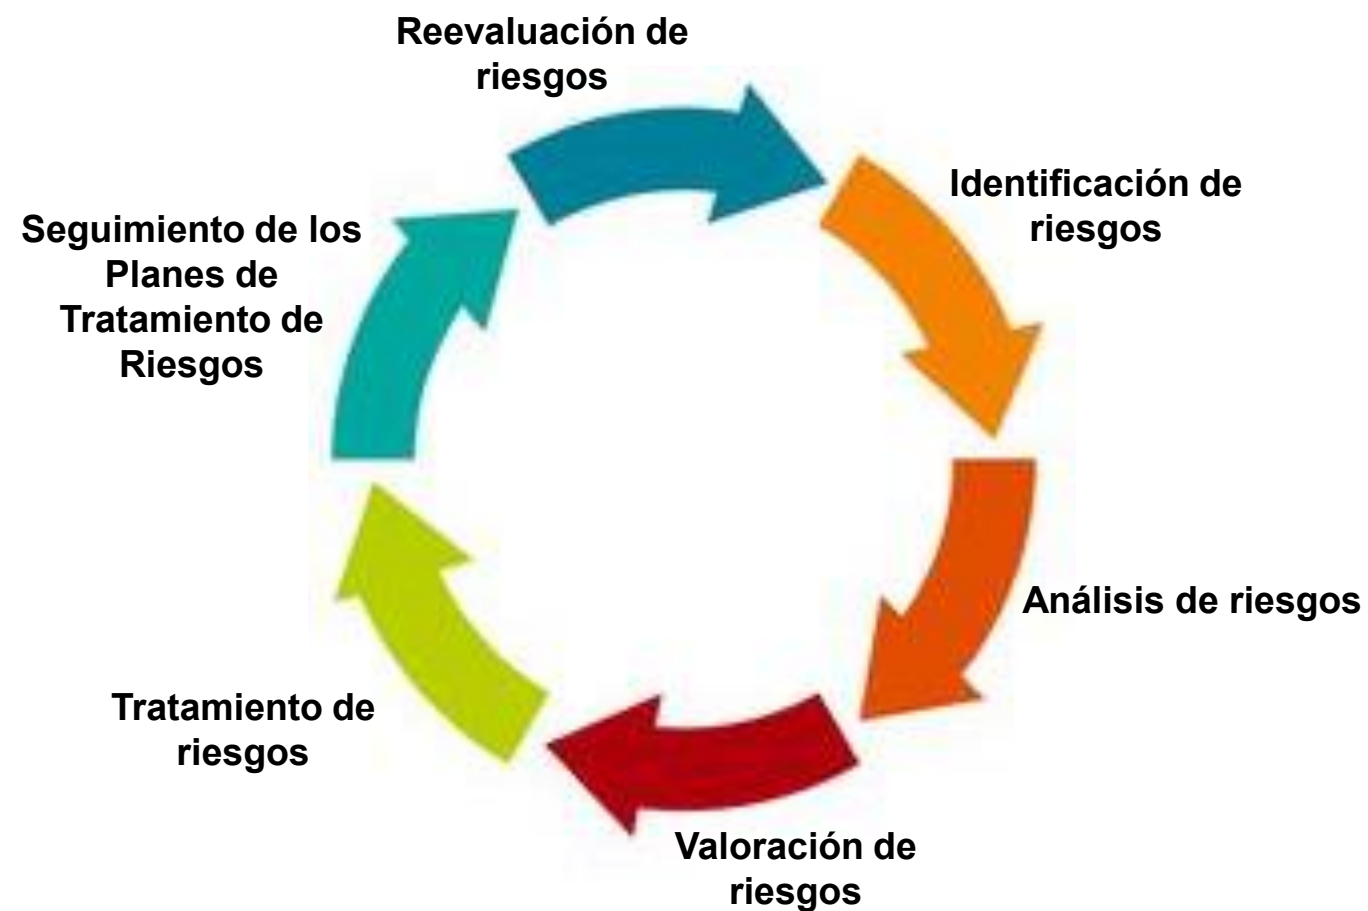 Reevaluación de
riesgos
Identificación de
riesgos
Seguimiento de los
Planes de
Tratamiento de
Riesgos
Análisis de riesgos
Tratamiento de
riesgos
Valoración de
riesgos